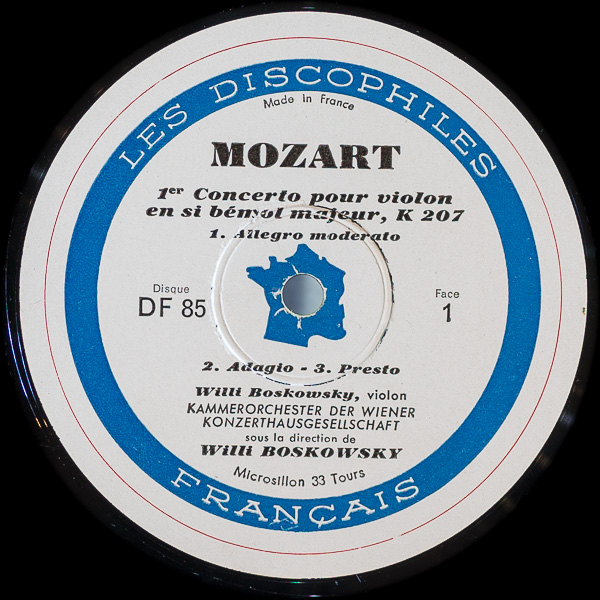 LES DISCOPHILES
Made in France
MOZART
1er Concerto pour violon
en si bémol majeur, K 207
1. Allegro moderato
Disque
DF 85
Face
1
2. Adagio - 3. Presto
Willi Boskowsky, violon
KAMMERORCHESTER DER WIENER
KONZERTHAUSGESELLSCHAFT
sous la direction de
Willi BOSKOWSKY
Microsillon 33 Tours
FRANÇAIS